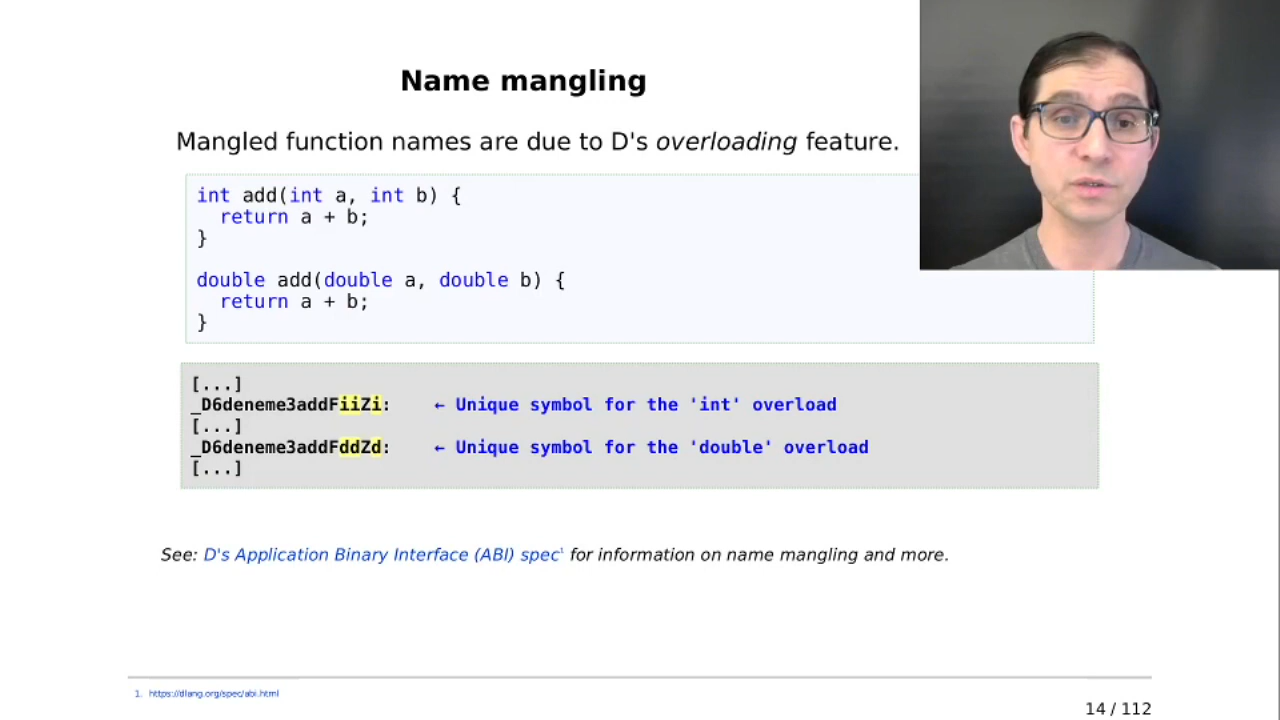 Name mangling
Mangled function names are due to D's overloading feature.
int add(int a, int b) {
  return a + b;
}
double add(double a, double b) {
  return a + b;
}
[...]
_D6deneme3addFiiZi:    ← Unique symbol for the 'int' overload
[...]
_D6deneme3addFddZd:    ← Unique symbol for the 'double' overload
[...]
See: D's Application Binary Interface (ABI) spec¹ for information on name mangling and more.
1. https://dlang.org/spec/abi.html
14 / 112